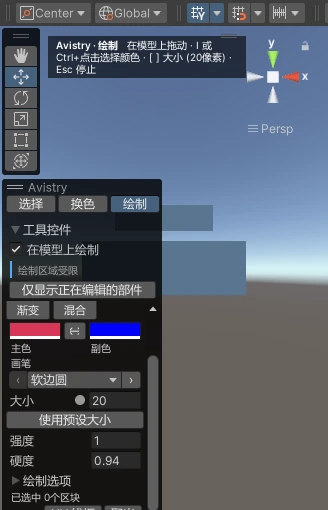 Center
Global
Avistry · 绘制 在模型上拖动 · I 或
Ctrl+点击选择颜色 · [ ] 大小 (20像素) ·
Esc 停止
y
x
Persp
Avistry
选择 换色 绘制
工具控件
在模型上绘制
绘制区域受限
仅显示正在编辑的部件
渐变 混合
主色 副色
画笔
软边圆
大小 20
使用预设大小
强度 1
硬度 0.94
绘制选项
已选中 0个区块